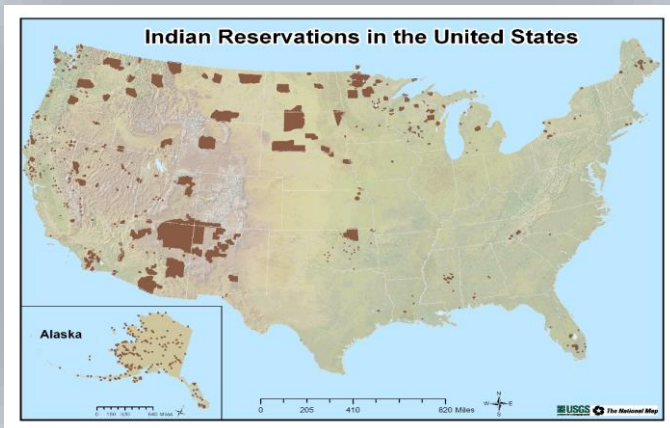 Indian Reservations in the United States
Alaska
0 205 410 820 Miles
N
W E
S
USGS
The National Map